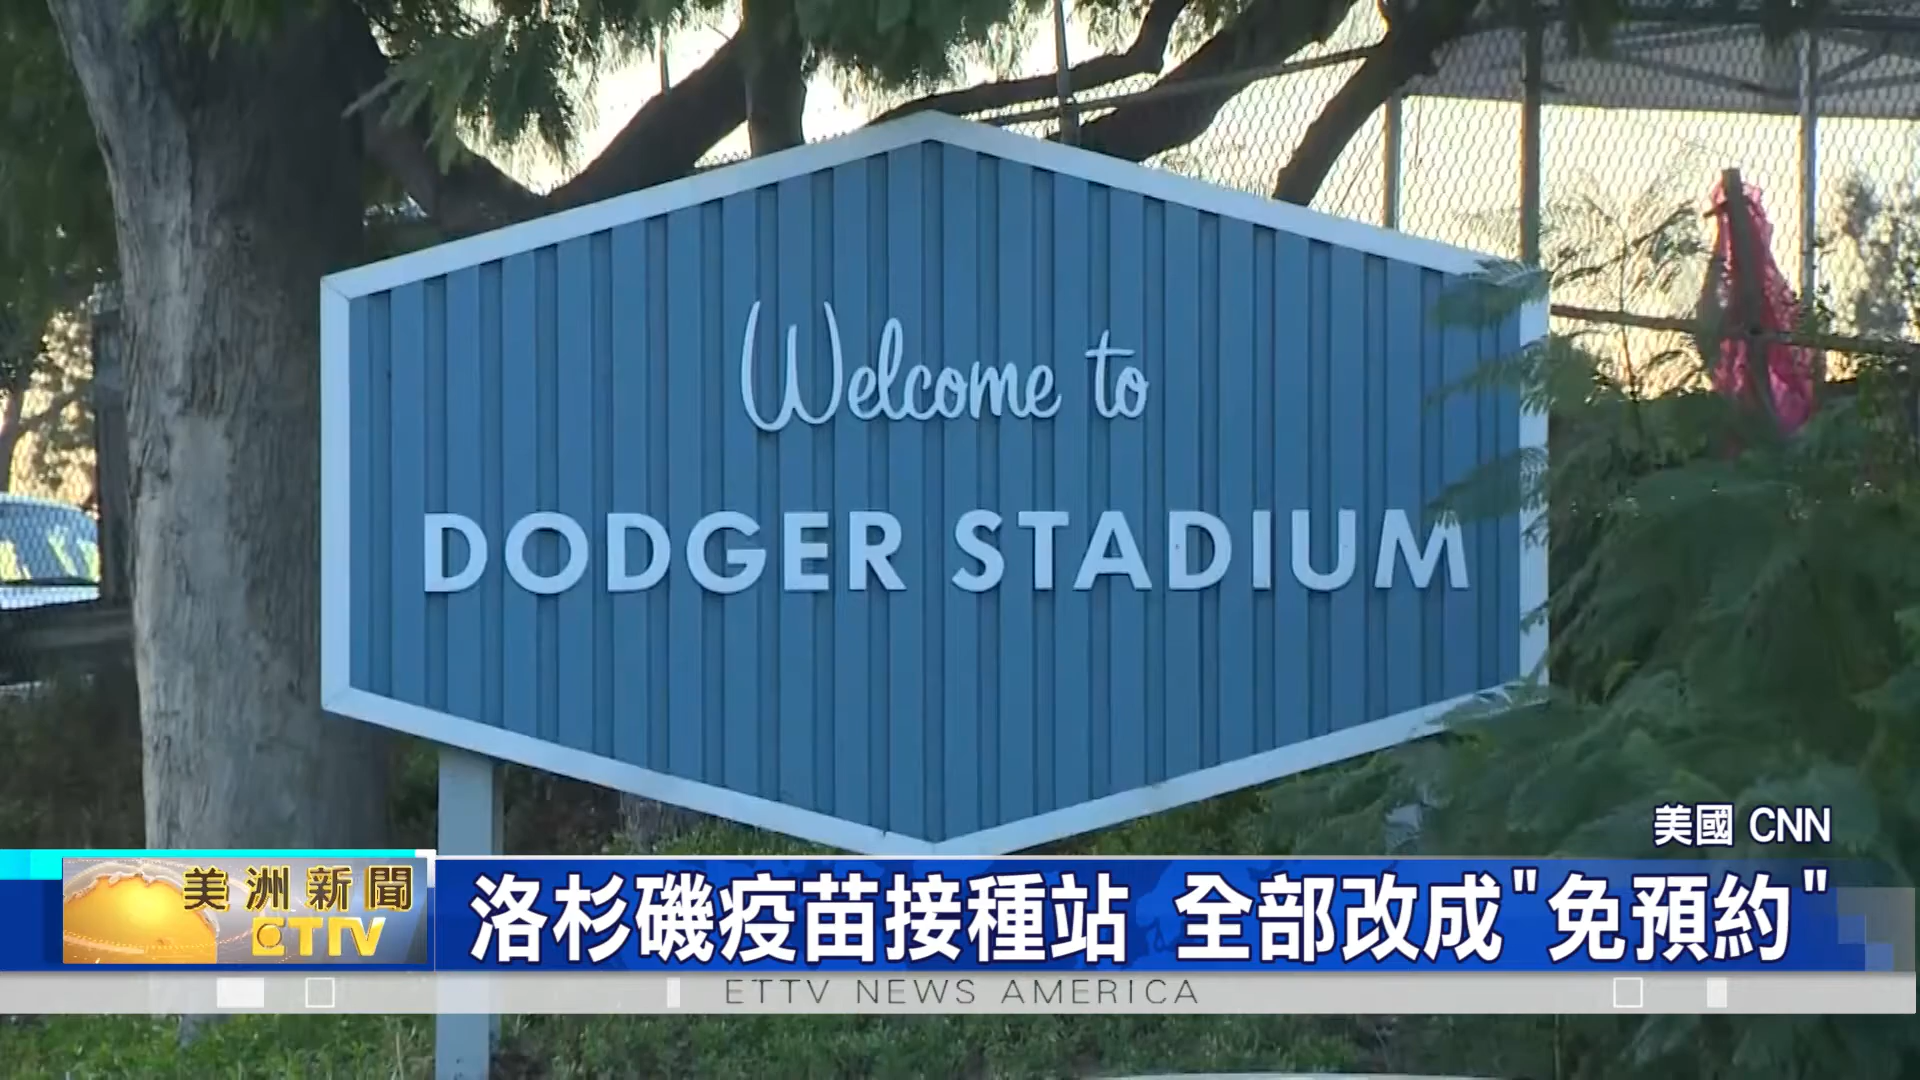 Welcome to
DODGER STADIUM
美國 CNN
美洲新聞
ETTV
洛杉磯疫苗接種站 全部改成"免預約"
ETTV NEWS AMERICA